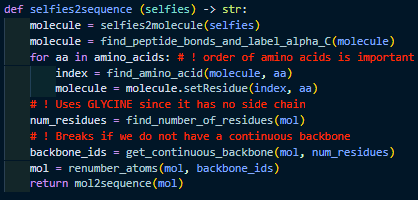 def selfies2sequence (selfies) -> str:
    molecule = selfies2molecule(selfies)
    molecule = find_peptide_bonds_and_label_alpha_C(molecule)
    for aa in amino_acids: # ! order of amino acids is important
        index = find_amino_acid(molecule, aa)
        molecule = molecule.setResidue(index, aa)
    # ! Uses GLYCINE since it has no side chain
    num_residues = find_number_of_residues(mol)
    # ! Breaks if we do not have a continuous backbone
    backbone_ids = get_continuous_backbone(mol, num_residues)
    mol = renumber_atoms(mol, backbone_ids)
    return mol2sequence(mol)